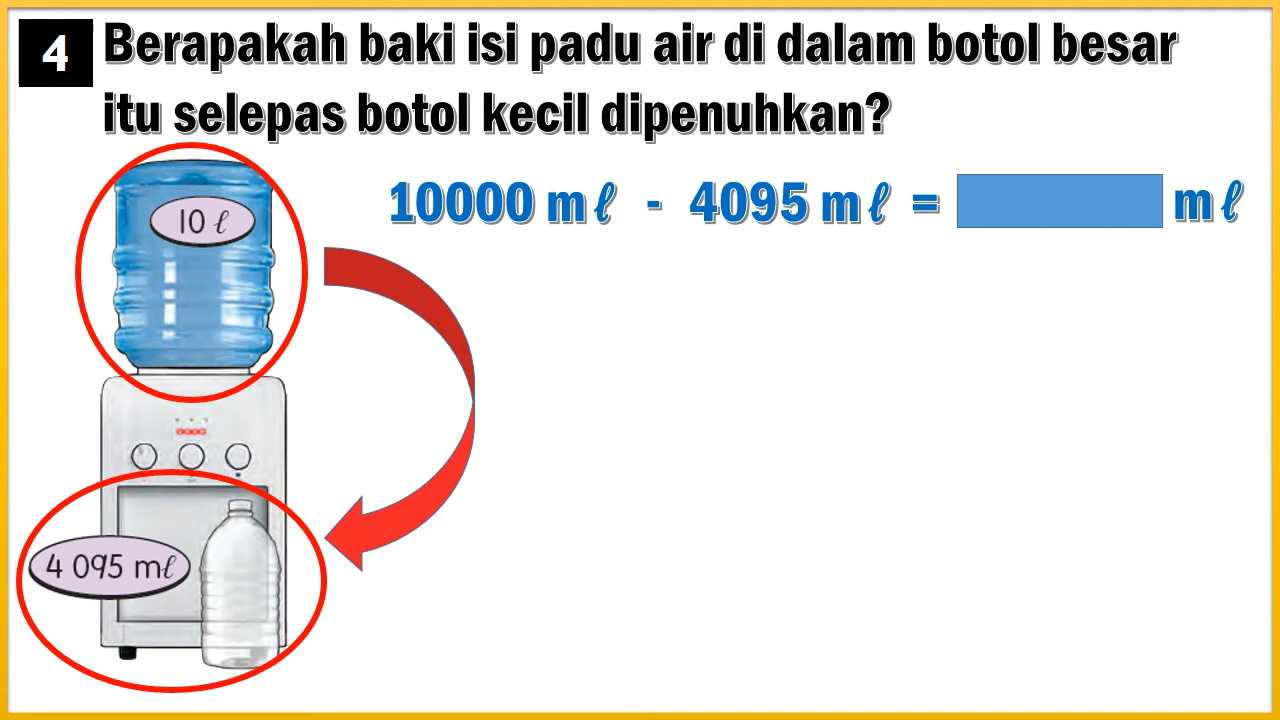 4
Berapakah baki isi padu air di dalam botol besar
itu selepas botol kecil dipenuhkan?
10000 mℓ - 4095 mℓ = mℓ
10 ℓ
4 095 mℓ